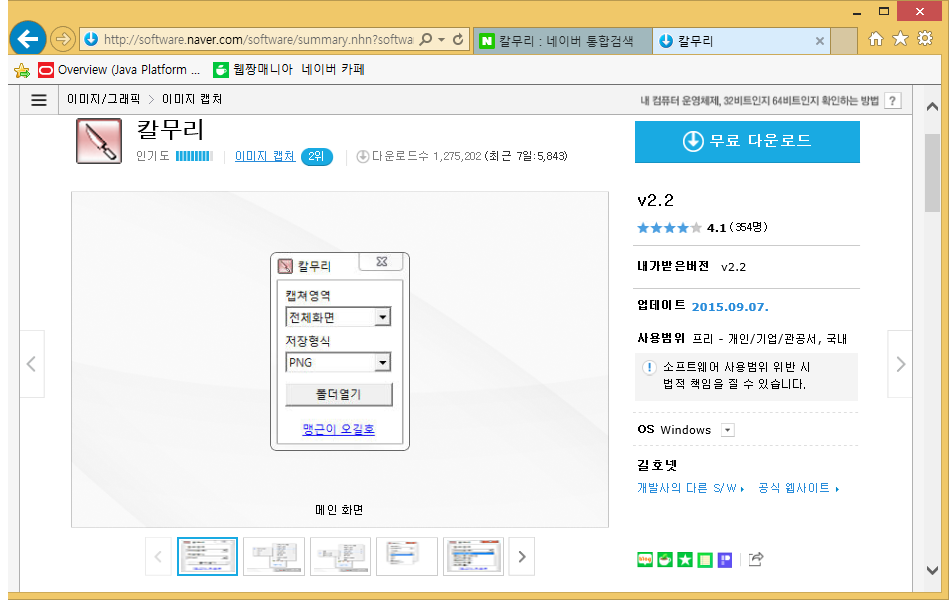 http://software.naver.com/software/summary.nhn?softwa
칼무리 : 네이버 통합검색
칼무리
Overview (Java Platform ...
웹짱매니아
네이버 카페
이미지/그래픽 > 이미지 캡처
내 컴퓨터 운영체제, 32비트인지 64비트인지 확인하는 방법 ?
칼무리
인기도
이미지 캡처 2위
다운로드수 1,275,202 (최근 7일:5,843)
무료 다운로드
칼무리
캡쳐영역
전체화면
저장형식
PNG
폴더열기
맹근이 오길호
메인 화면
v2.2
4.1 (354명)
내가받은버전 v2.2
업데이트 2015.09.07.
사용범위 프리 - 개인/기업/관공서, 국내
소프트웨어 사용범위 위반 시
법적 책임을 질 수 있습니다.
OS Windows
길호넷
개발사의 다른 S/W
공식 웹사이트
blog